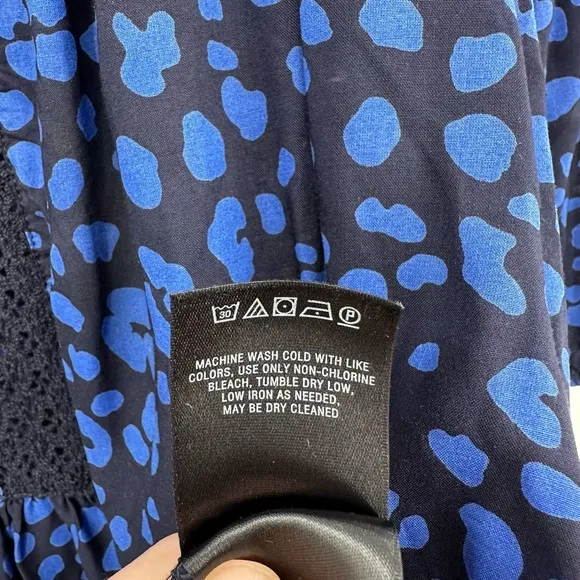 30 P
MACHINE WASH COLD WITH LIKE
COLORS, USE ONLY NON-CHLORINE
BLEACH, TUMBLE DRY LOW,
LOW IRON AS NEEDED,
MAY BE DRY CLEANED